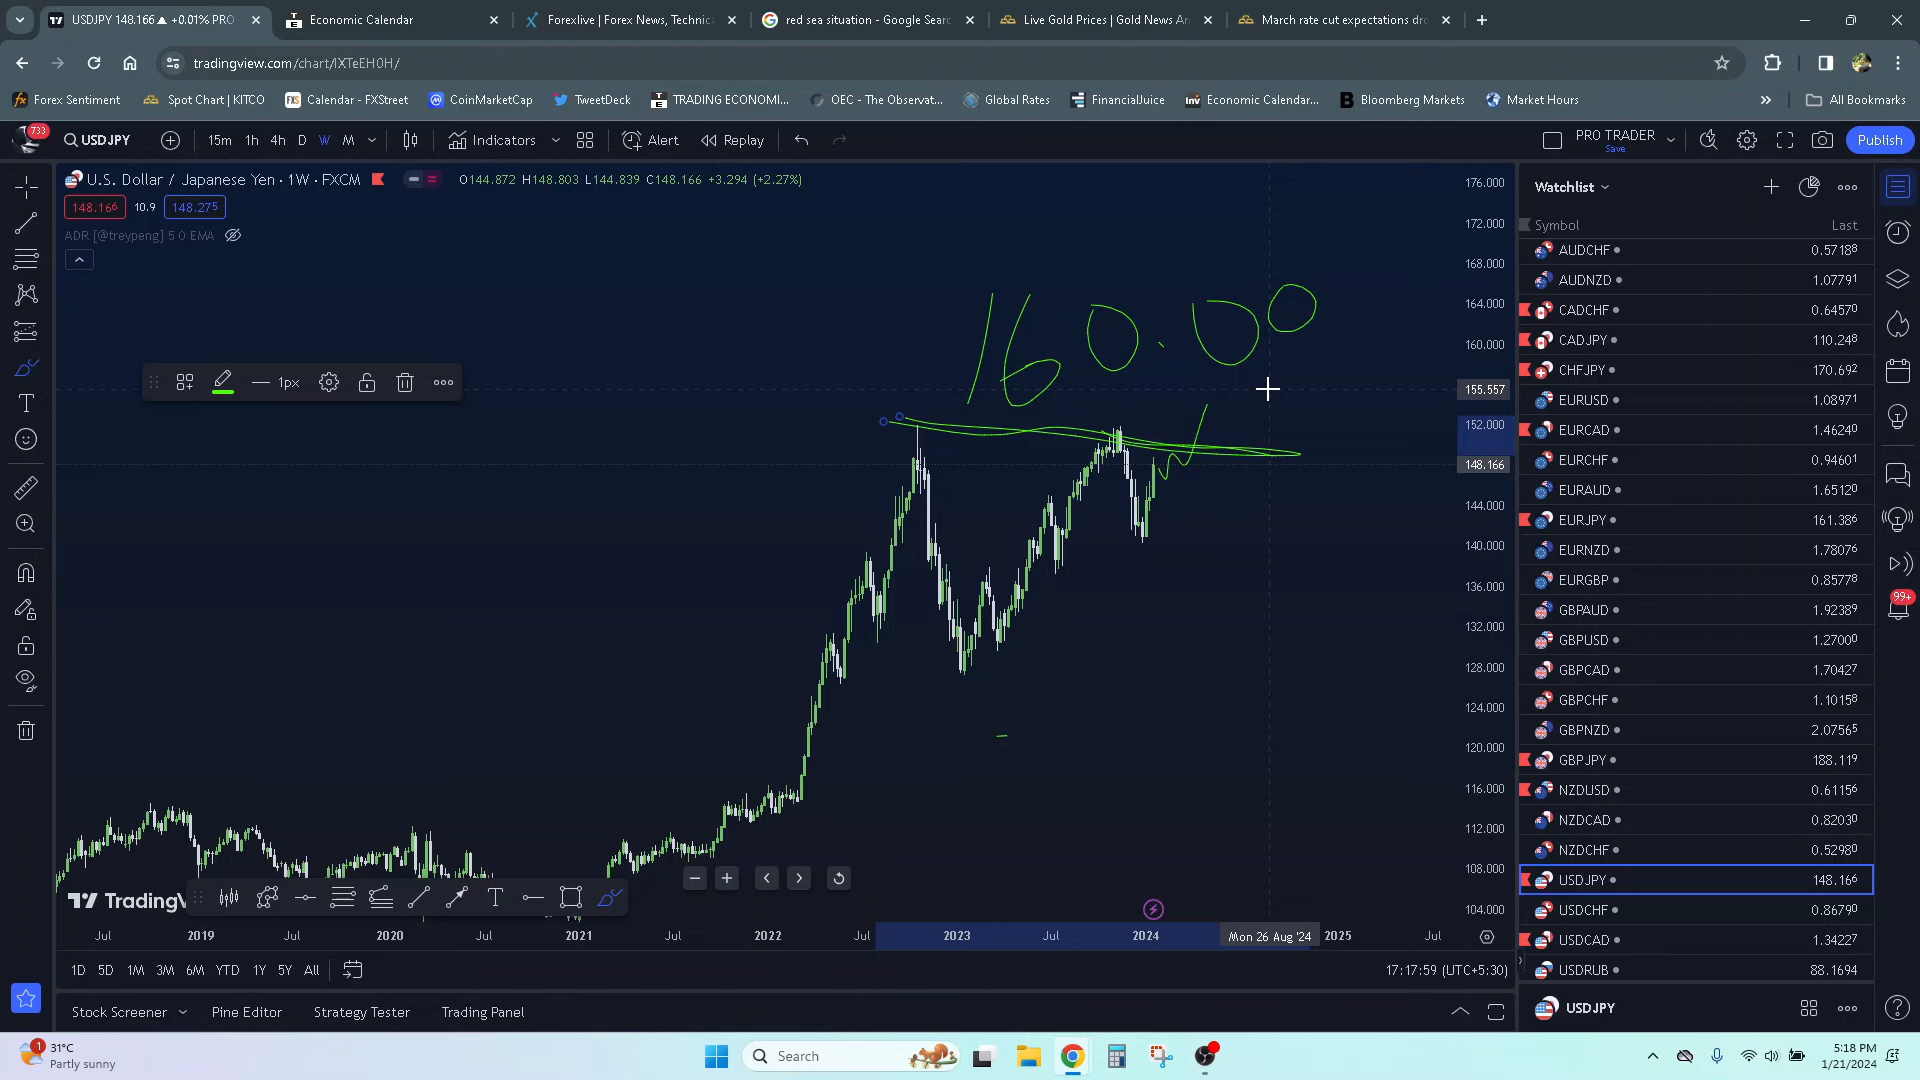 USDJPY 148.166 ▲ +0.01% PRO
Economic Calendar
Forexlive | Forex News, Technica
red sea situation - Google Searc
Live Gold Prices | Gold News An
March rate cut expectations dro
tradingview.com/chart/IXTeEH0H/
Forex Sentiment
Spot Chart | KITCO
Calendar - FXStreet
CoinMarketCap
TweetDeck
TRADING ECONOMI...
OEC - The Observat...
Global Rates
FinancialJuice
Economic Calendar...
Bloomberg Markets
Market Hours
All Bookmarks
733
USDJPY
15m 1h 4h D W M
Indicators
Alert
Replay
PRO TRADER
Save
Publish
U.S. Dollar / Japanese Yen · 1W · FXCM
O144.872 H148.803 L144.839 C148.166 +3.294 (+2.27%)
148.166 10.9 148.275
ADR [@treypeng] 5 0 EMA
1px
160.00
176.000
172.000
168.000
164.000
160.000
155.557
152.000
148.166
144.000
140.000
136.000
132.000
128.000
124.000
120.000
116.000
112.000
108.000
104.000
TradingV
Jul 2019 Jul 2020 Jul 2021 Jul 2022 Jul 2023 Jul 2024 Mon 26 Aug '24 2025 Jul
1D 5D 1M 3M 6M YTD 1Y 5Y All
17:17:59 (UTC+5:30)
Stock Screener
Pine Editor
Strategy Tester
Trading Panel
Watchlist
Symbol Last
AUDCHF 0.57188
AUDNZD 1.07791
CADCHF 0.64570
CADJPY 110.248
CHFJPY 170.692
EURUSD 1.08971
EURCAD 1.46240
EURCHF 0.94601
EURAUD 1.65120
EURJPY 161.386
EURNZD 1.78076
EURGBP 0.85778
GBPAUD 1.92389
GBPUSD 1.27000
GBPCAD 1.70427
GBPCHF 1.10158
GBPNZD 2.07565
GBPJPY 188.119
NZDUSD 0.61156
NZDCAD 0.82030
NZDCHF 0.52980
USDJPY 148.166
USDCHF 0.86790
USDCAD 1.34227
USDRUB 88.1694
USDJPY
99+
1
31°C
Partly sunny
Search
5:18 PM
1/21/2024